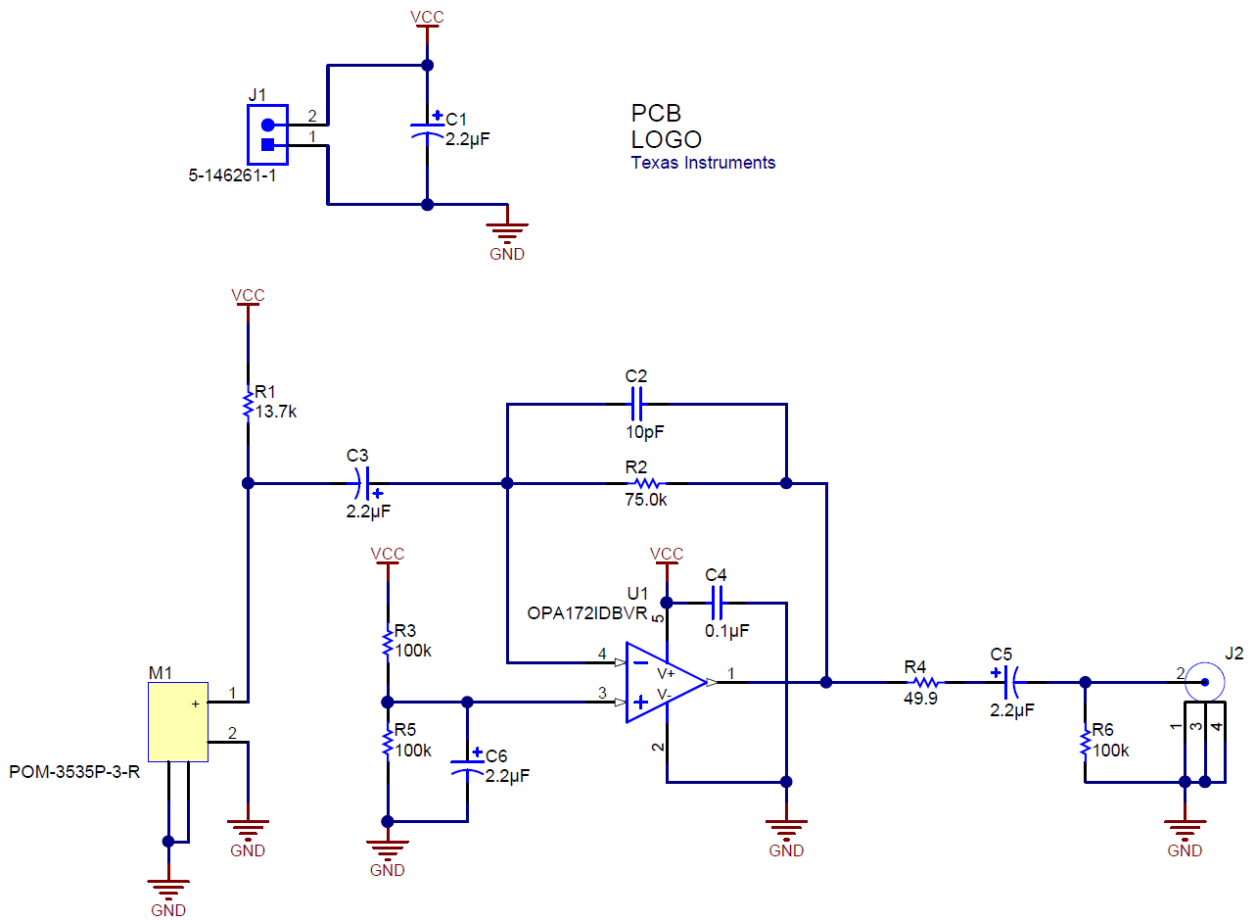 VCC
J1
2
1
5-146261-1
+
C1
2.2µF
GND
PCB
LOGO
Texas Instruments
VCC
R1
13.7k
C3
+
2.2µF
C2
10pF
R2
75.0k
VCC
R3
100k
R5
100k
+
C6
2.2µF
GND
VCC
C4
0.1µF
U1
OPA172IDBVR
5
4
3
V+
V-
1
2
GND
M1
+
1
2
POM-3535P-3-R
GND
GND
R4
49.9
C5
+
2.2µF
R6
100k
J2
2
1
3
4
GND